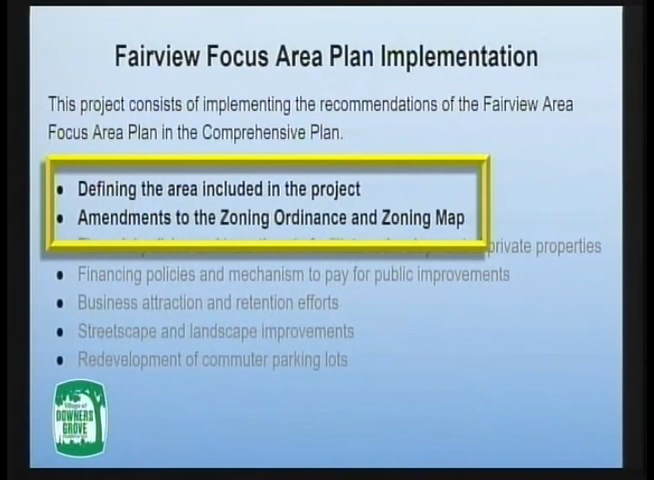 Fairview Focus Area Plan Implementation
This project consists of implementing the recommendations of the Fairview Area
Focus Area Plan in the Comprehensive Plan.
• Defining the area included in the project
• Amendments to the Zoning Ordinance and Zoning Map
private properties
• Financing policies and mechanism to pay for public improvements
• Business attraction and retention efforts
• Streetscape and landscape improvements
• Redevelopment of commuter parking lots
Village of
DOWNERS
GROVE